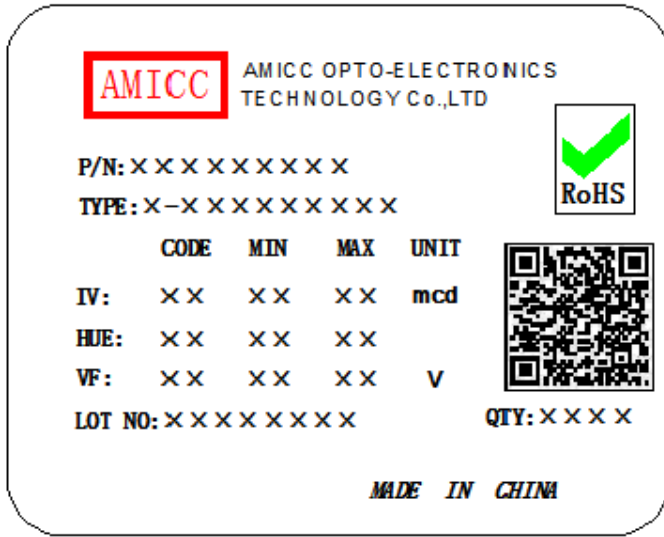 AMICC
AMICC OPTO-ELECTRONICS
TECHNOLOGY Co.,LTD
RoHS
P/N:×××××××××
TYPE:×-×××××××××
CODE MIN MAX UNIT
IV: ×× ×× ×× mcd
HUE: ×× ×× ××
VF: ×× ×× ×× V
LOT NO:×××××××× QTY:××××
MADE IN CHINA